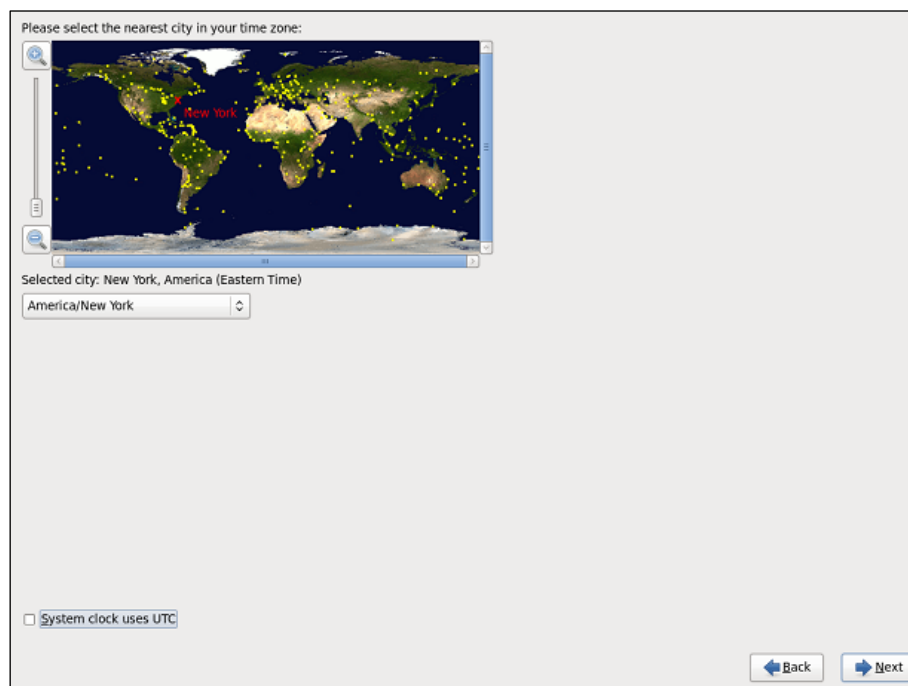 Please select the nearest city in your time zone:
New York
Selected city: New York, America (Eastern Time)
America/New York
System clock uses UTC
Back
Next